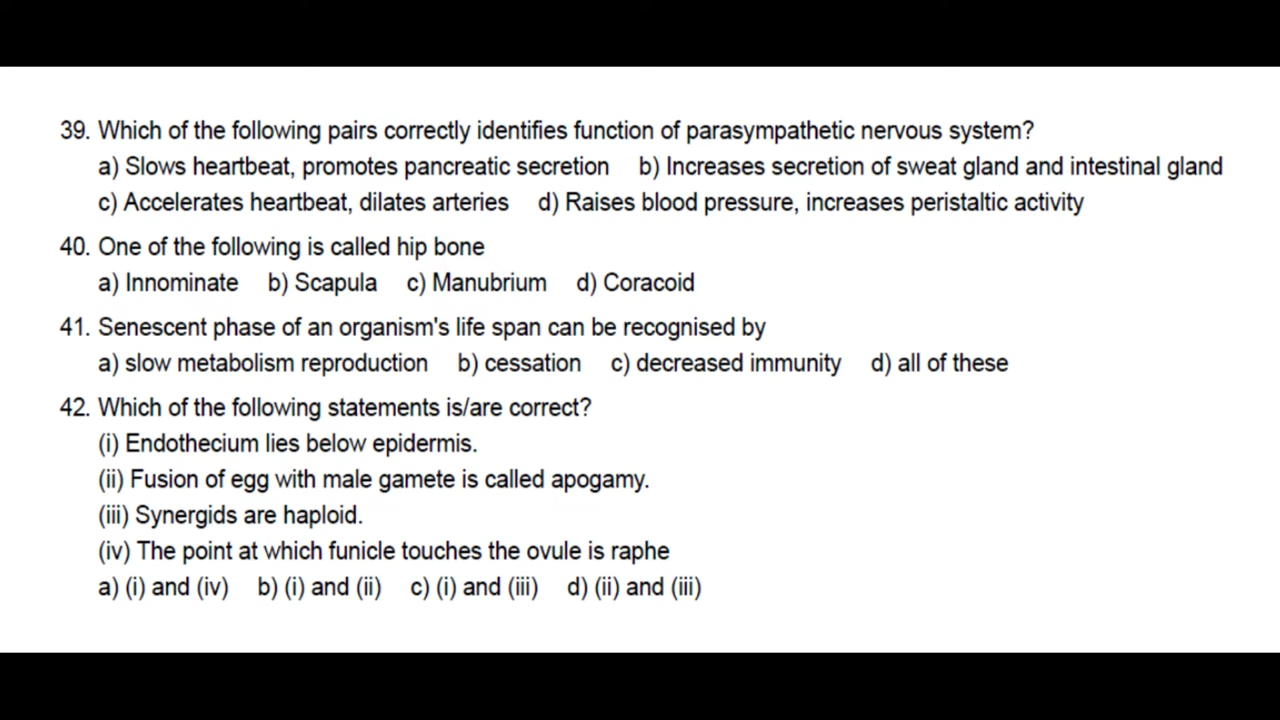 39. Which of the following pairs correctly identifies function of parasympathetic nervous system?
a) Slows heartbeat, promotes pancreatic secretion b) Increases secretion of sweat gland and intestinal gland
c) Accelerates heartbeat, dilates arteries d) Raises blood pressure, increases peristaltic activity
40. One of the following is called hip bone
a) Innominate b) Scapula c) Manubrium d) Coracoid
41. Senescent phase of an organism's life span can be recognised by
a) slow metabolism reproduction b) cessation c) decreased immunity d) all of these
42. Which of the following statements is/are correct?
(i) Endothecium lies below epidermis.
(ii) Fusion of egg with male gamete is called apogamy.
(iii) Synergids are haploid.
(iv) The point at which funicle touches the ovule is raphe
a) (i) and (iv) b) (i) and (ii) c) (i) and (iii) d) (ii) and (iii)